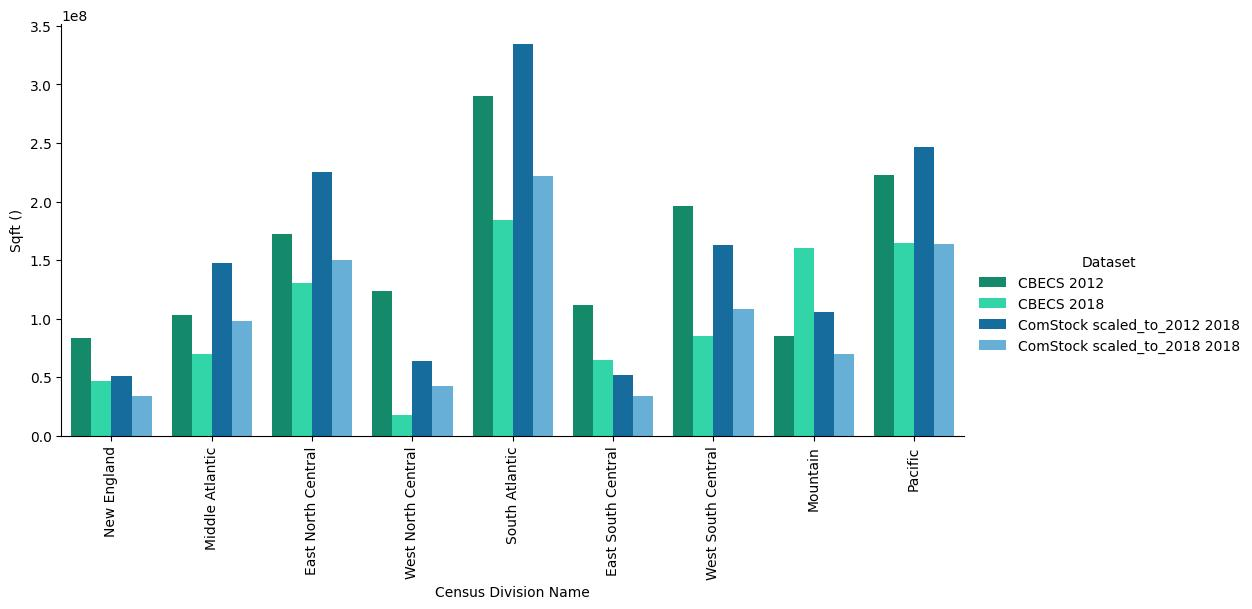 1e8
3.5
3.0
2.5
2.0
1.5
1.0
0.5
0.0
Sqft ()
New England
Middle Atlantic
East North Central
West North Central
South Atlantic
East South Central
West South Central
Mountain
Pacific
Census Division Name
Dataset
CBECS 2012
CBECS 2018
ComStock scaled_to_2012 2018
ComStock scaled_to_2018 2018